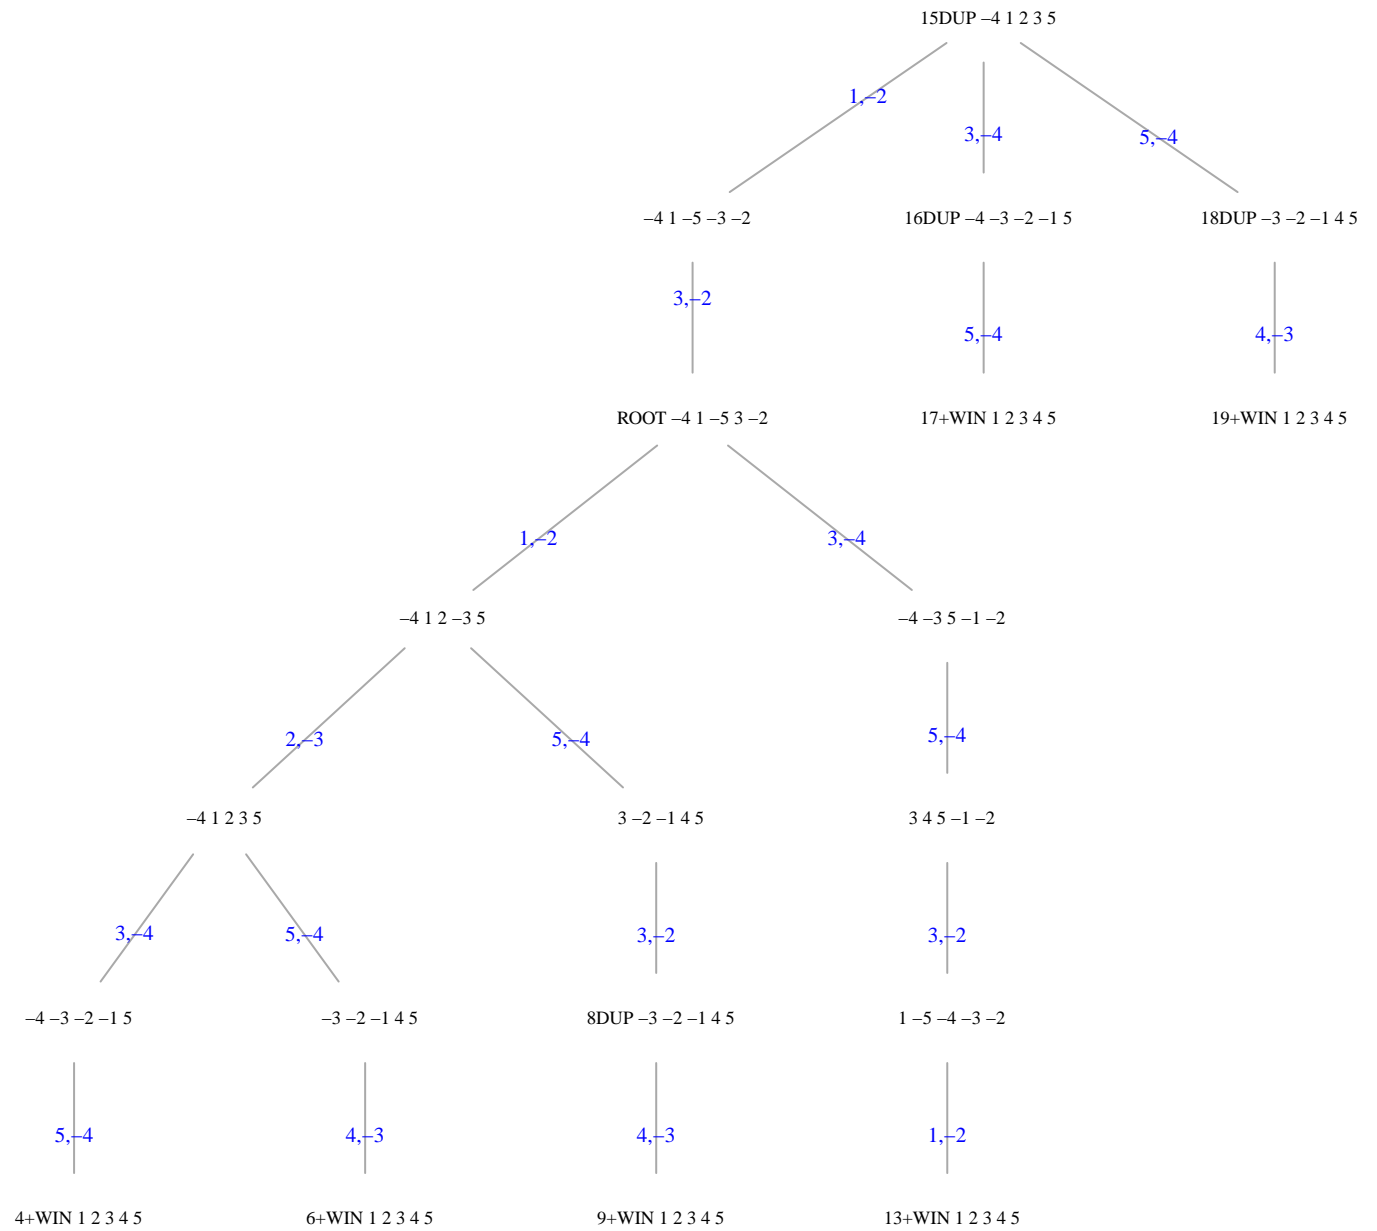 15DUP –4 1 2 3 5
1,–2
3,–4
5,–4
–4 1 –5 –3 –2
16DUP –4 –3 –2 –1 5
18DUP –3 –2 –1 4 5
3,–2
5,–4
4,–3
ROOT –4 1 –5 3 –2
17+WIN 1 2 3 4 5
19+WIN 1 2 3 4 5
1,–2
3,–4
–4 1 2 –3 5
–4 –3 5 –1 –2
2,–3
5,–4
5,–4
–4 1 2 3 5
3 –2 –1 4 5
3 4 5 –1 –2
3,–4
5,–4
3,–2
3,–2
–4 –3 –2 –1 5
–3 –2 –1 4 5
8DUP –3 –2 –1 4 5
1 –5 –4 –3 –2
5,–4
4,–3
4,–3
1,–2
4+WIN 1 2 3 4 5
6+WIN 1 2 3 4 5
9+WIN 1 2 3 4 5
13+WIN 1 2 3 4 5